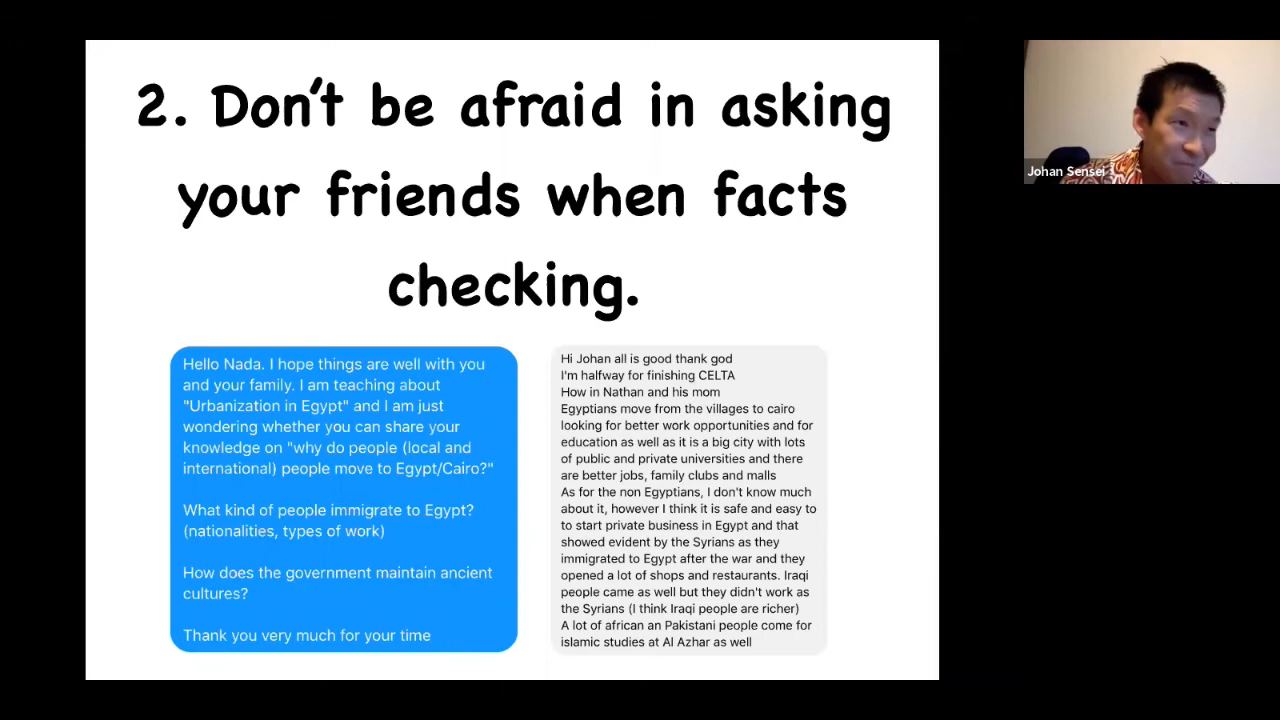 2. Don't be afraid in asking
your friends when facts
checking.
Hello Nada. I hope things are well with you
and your family. I am teaching about
"Urbanization in Egypt" and I am just
wondering whether you can share your
knowledge on "why do people (local and
international) people move to Egypt/Cairo?"
What kind of people immigrate to Egypt?
(nationalities, types of work)
How does the government maintain ancient
cultures?
Thank you very much for your time
Hi Johan all is good thank god
I'm halfway for finishing CELTA
How in Nathan and his mom
Egyptians move from the villages to cairo
looking for better work opportunities and for
education as well as it is a big city with lots
of public and private universities and there
are better jobs, family clubs and malls
As for the non Egyptians, I don't know much
about it, however I think it is safe and easy to
to start private business in Egypt and that
showed evident by the Syrians as they
immigrated to Egypt after the war and they
opened a lot of shops and restaurants. Iraqi
people came as well but they didn't work as
the Syrians (I think Iraqi people are richer)
A lot of african an Pakistani people come for
islamic studies at Al Azhar as well
Johan Sensei